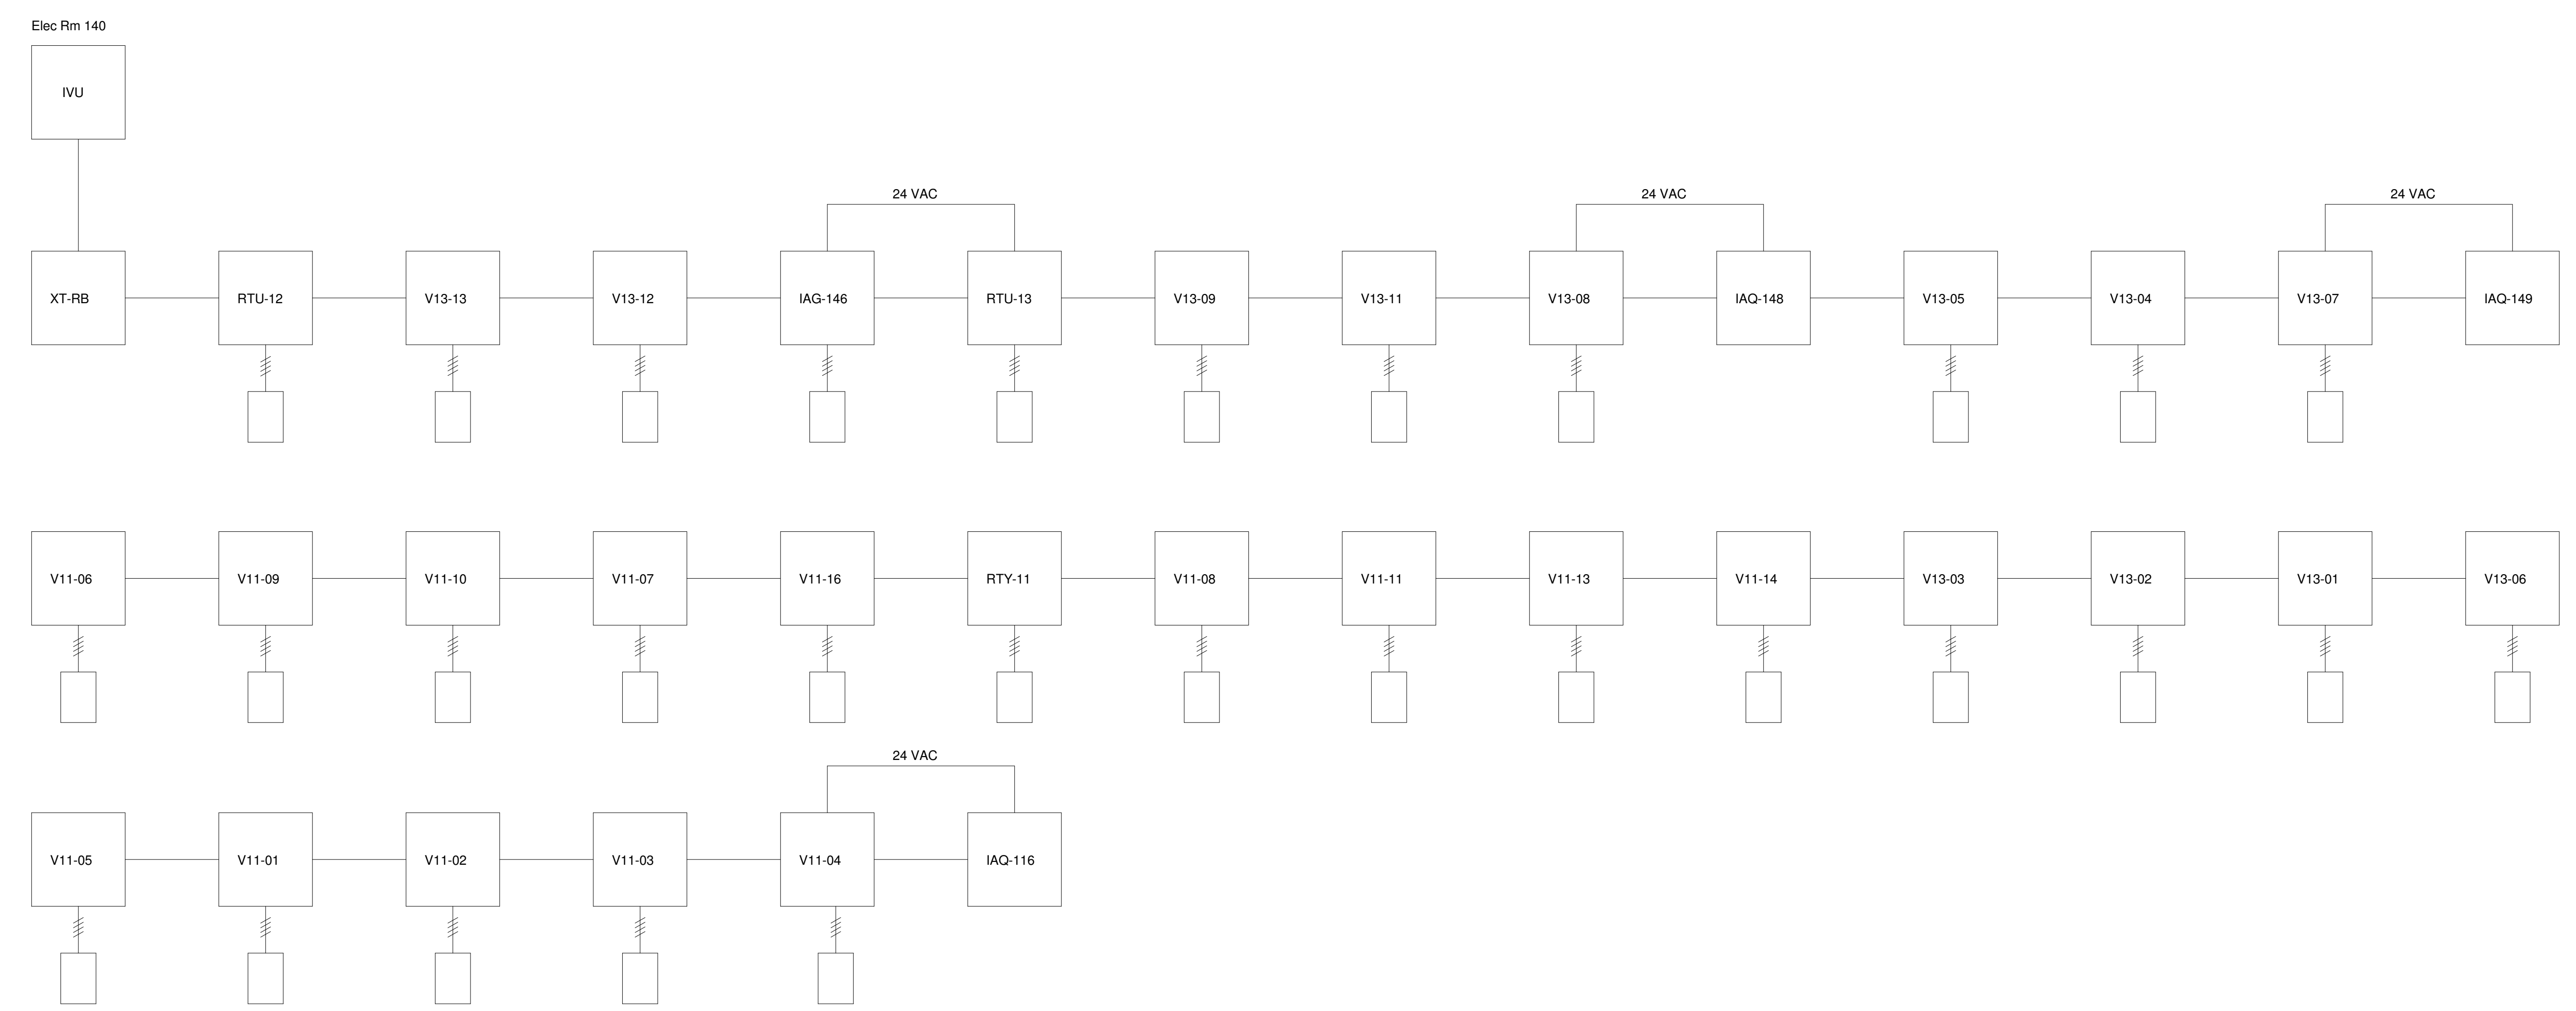 Elec Rm 140
IVU
24 VAC
24 VAC
24 VAC
XT-RB
RTU-12
V13-13
V13-12
IAG-146
RTU-13
V13-09
V13-11
V13-08
IAQ-148
V13-05
V13-04
V13-07
IAQ-149
V11-06
V11-09
V11-10
V11-07
V11-16
RTY-11
V11-08
V11-11
V11-13
V11-14
V13-03
V13-02
V13-01
V13-06
24 VAC
V11-05
V11-01
V11-02
V11-03
V11-04
IAQ-116